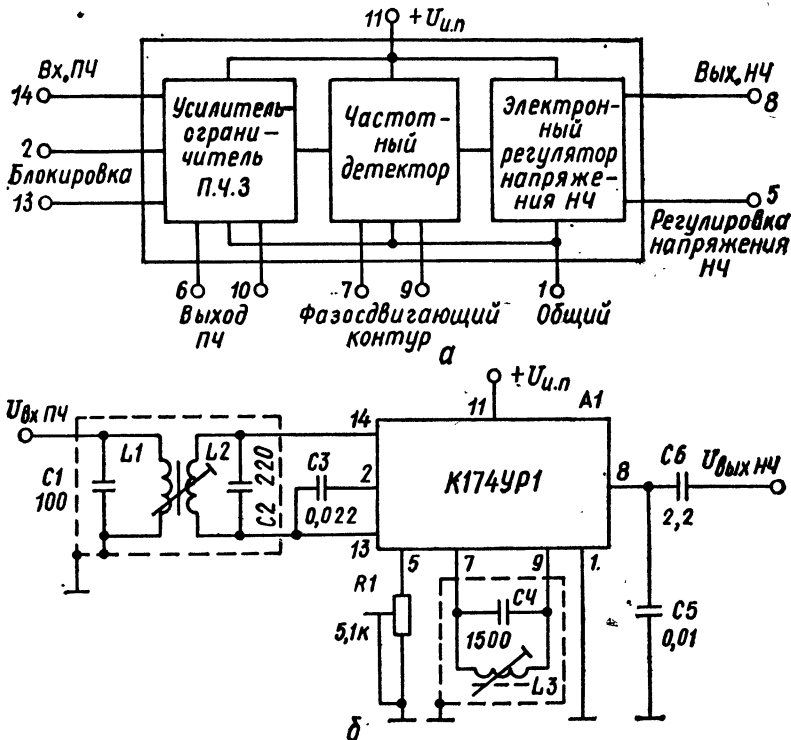 11 + Uи.п
Вх.ПЧ
14
2
Блокировка
13
Усилитель-
ограни-
читель
П.Ч.З
Частот-
ный
детектор
Электрон-
ный
регулятор
напряже-
ния НЧ
Вых.НЧ
8
5
Регулировка
напряжения
НЧ
6
10
Выход
ПЧ
7
9
Фазосдвигающий
контур
1
Общий
а
+ Uи.п
11
А1
Uвх ПЧ
C1
100
L1
L2
C2 220
C3
0,022
14
2
13
К174УР1
8
C6
2,2
Uвых НЧ
5
7
9
1.
R1
5,1к
C4
1500
L3
C5
0,01
б